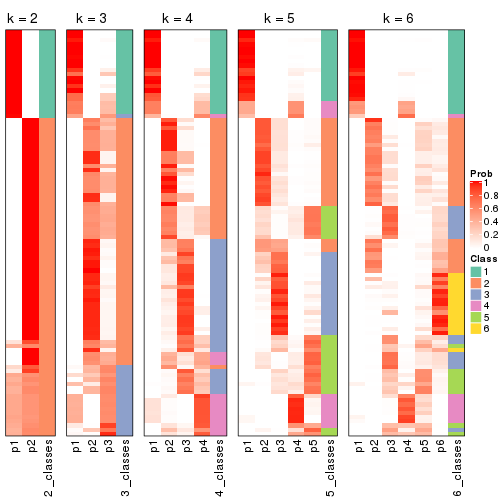 k = 2
k = 3
k = 4
k = 5
k = 6
Prob
1
0.8
0.6
0.4
0.2
0
Class
1
2
3
4
5
6
p1
p2
2_classes
p1
p2
p3
3_classes
p1
p2
p3
p4
4_classes
p1
p2
p3
p4
p5
5_classes
p1
p2
p3
p4
p5
p6
6_classes